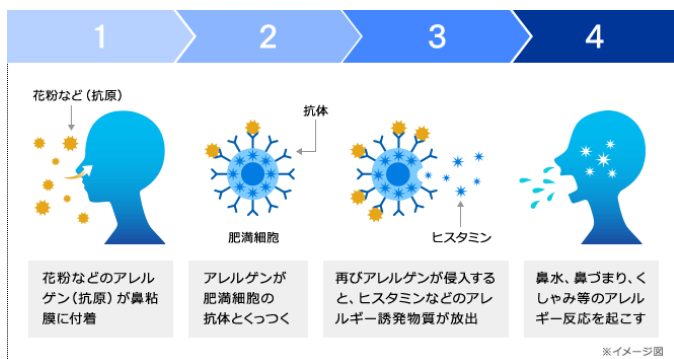 1
2
3
4
花粉など(抗原)
抗体
肥満細胞
ヒスタミン
花粉などのアレル
ゲン(抗原)が鼻粘
膜に付着
アレルゲンが
肥満細胞の
抗体とくっつく
再びアレルゲンが侵入する
と、ヒスタミンなどのアレ
ルギー誘発物質が放出
鼻水、鼻づまり、く
しゃみ等のアレル
ギー反応を起こす
※イメージ図